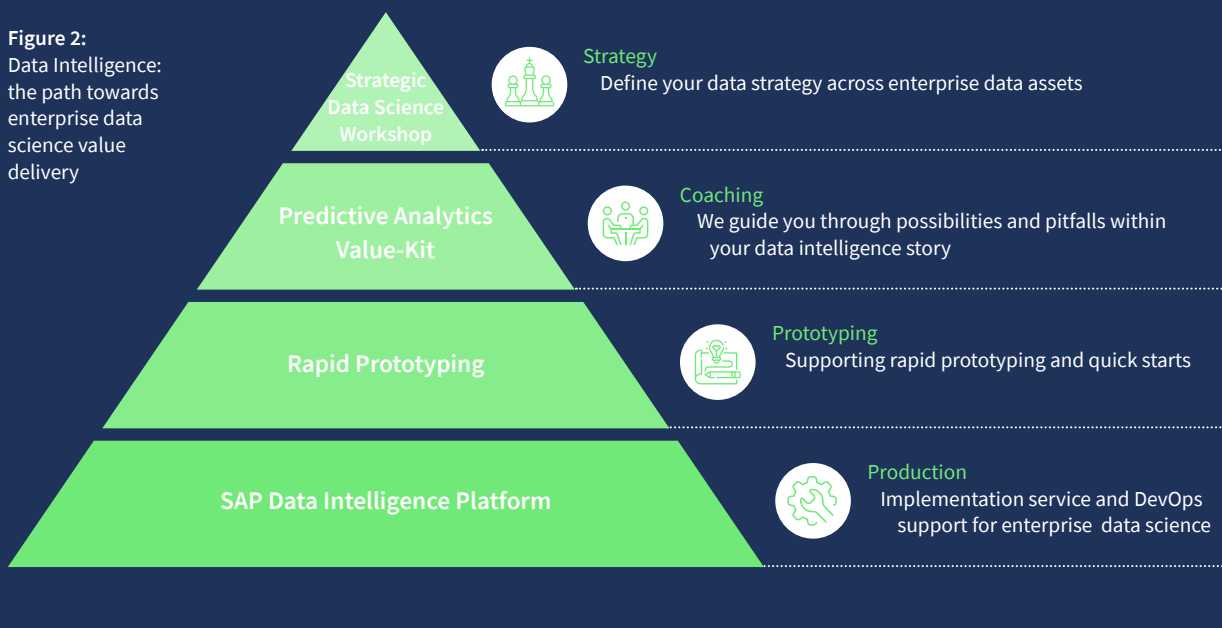 Figure 2:
Data Intelligence:
the path towards
enterprise data
science value
delivery
Strategic
Data Science
Workshop
Strategy
Define your data strategy across enterprise data assets
Predictive Analytics
Value-Kit
Coaching
We guide you through possibilities and pitfalls within
your data intelligence story
Rapid Prototyping
Prototyping
Supporting rapid prototyping and quick starts
SAP Data Intelligence Platform
Production
Implementation service and DevOps
support for enterprise data science